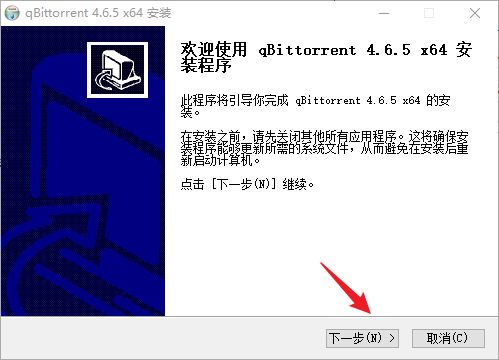 qBittorrent 4.6.5 x64 安装
欢迎使用 qBittorrent 4.6.5 x64 安
装程序
此程序将引导你完成 qBittorrent 4.6.5 x64 的安
装。
在安装之前，请先关闭其他所有应用程序。这将确保安
装程序能够更新所需的系统文件，从而避免在安装后重
新启动计算机。
点击 [下一步(N)] 继续。
下一步(N) >
取消(C)